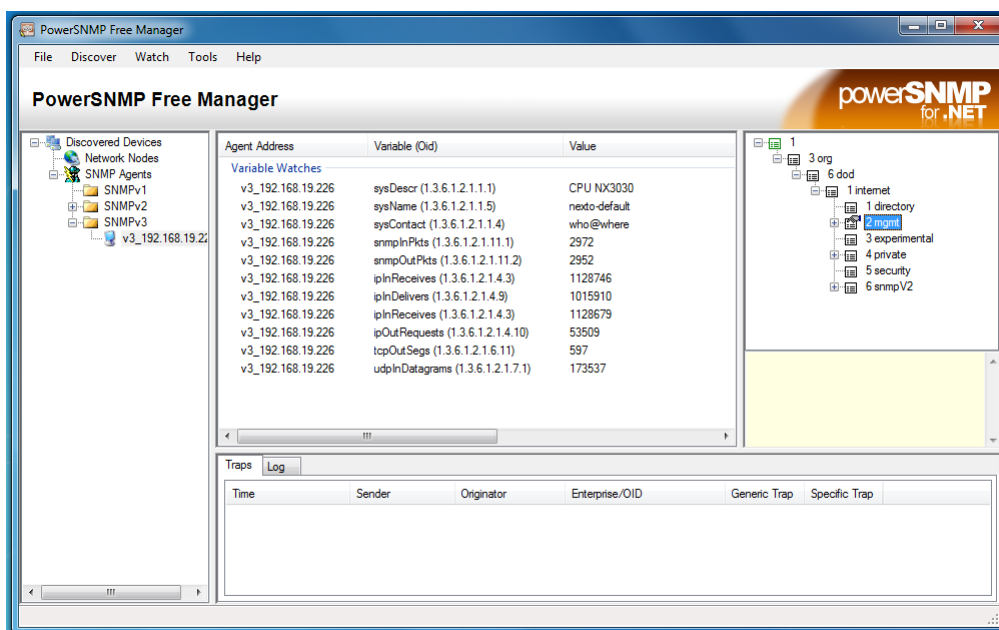 PowerSNMP Free Manager
File Discover Watch Tools Help
PowerSNMP Free Manager
powerSNMP
for .NET
Discovered Devices
Network Nodes
SNMP Agents
SNMPv1
SNMPv2
SNMPv3
v3_192.168.19.22
Agent Address Variable (Oid) Value
Variable Watches
v3_192.168.19.226 sysDescr (1.3.6.1.2.1.1.1) CPU NX3030
v3_192.168.19.226 sysName (1.3.6.1.2.1.1.5) nexto-default
v3_192.168.19.226 sysContact (1.3.6.1.2.1.1.4) who@where
v3_192.168.19.226 snmpInPkts (1.3.6.1.2.1.11.1) 2972
v3_192.168.19.226 snmpOutPkts (1.3.6.1.2.1.11.2) 2952
v3_192.168.19.226 ipInReceives (1.3.6.1.2.1.4.3) 1128746
v3_192.168.19.226 ipInDelivers (1.3.6.1.2.1.4.9) 1015910
v3_192.168.19.226 ipInReceives (1.3.6.1.2.1.4.3) 1128679
v3_192.168.19.226 ipOutRequests (1.3.6.1.2.1.4.10) 53509
v3_192.168.19.226 tcpOutSegs (1.3.6.1.2.1.6.11) 597
v3_192.168.19.226 udpInDatagrams (1.3.6.1.2.1.7.1) 173537
1
3 org
6 dod
1 internet
1 directory
2 mgmt
3 experimental
4 private
5 security
6 snmpV2
Traps Log
Time Sender Originator Enterprise/OID Generic Trap Specific Trap